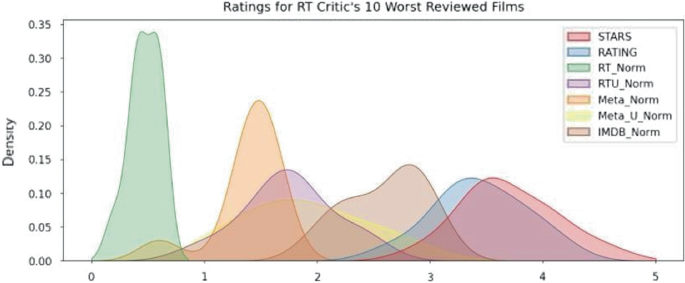 Ratings for RT Critic's 10 Worst Reviewed Films
0.35
0.30
0.25
0.20
0.15
0.10
0.05
0.00
Density
0 1 2 3 4 5
STARS
RATING
RT_Norm
RTU_Norm
Meta_Norm
Meta_U_Norm
IMDB_Norm